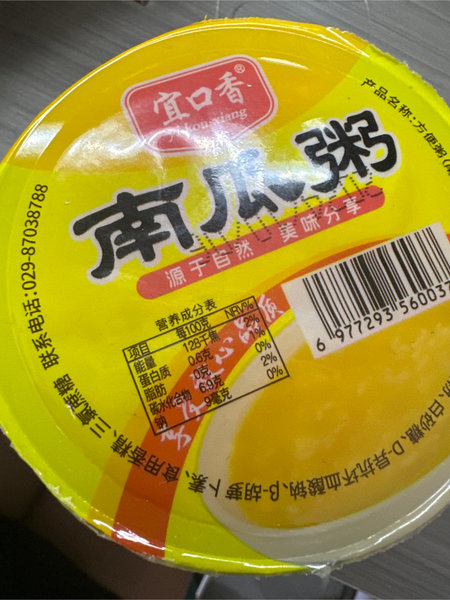 宜口香®
南瓜粥
源于自然 美味分享
产品名称:方便粥(
联系电话:029-87038788
营养成分表
项目 每100克 NRV%
能量 128千焦 2%
蛋白质 0.6克 1%
脂肪 0克 0%
碳水化合物 6.9克 2%
钠 9毫克 0%
6 977293 56003
白砂糖、D-异抗坏血酸钠、β-胡萝卜素、食用香精、三氯蔗糖